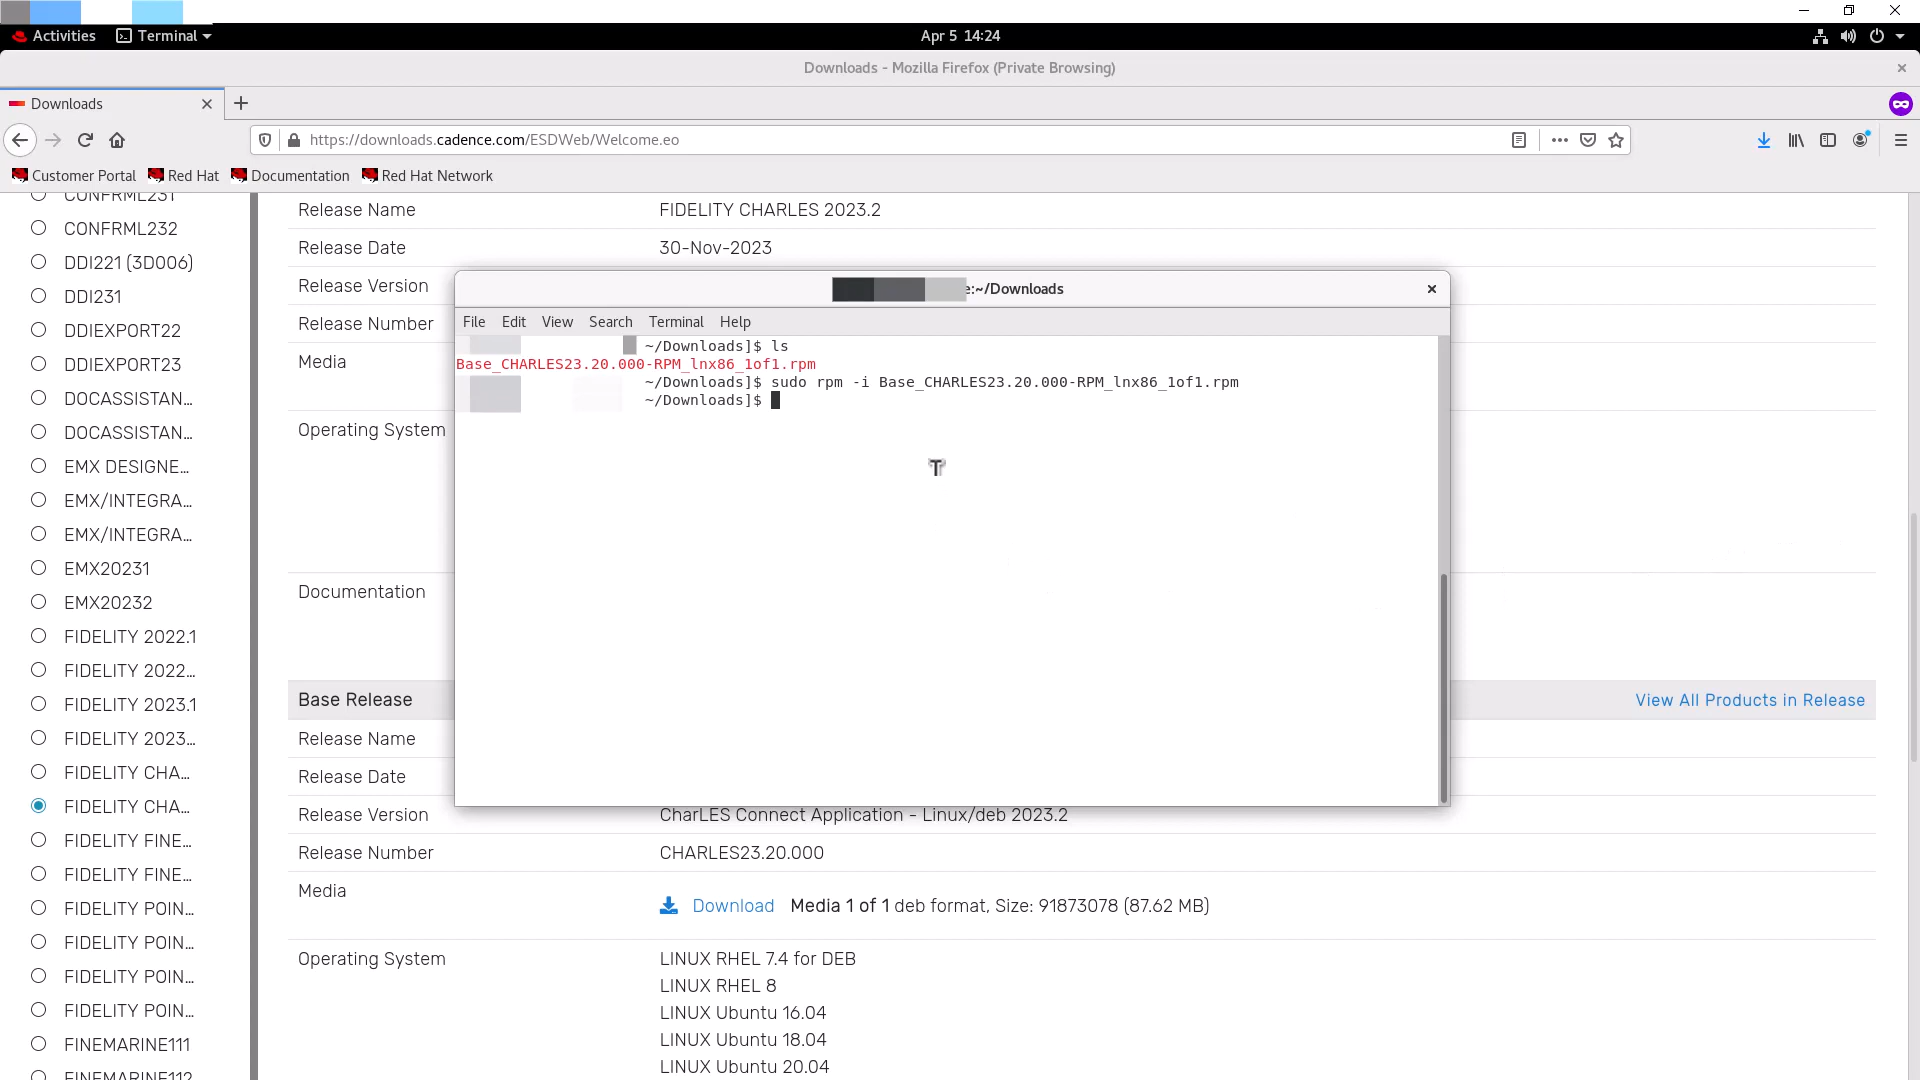 Activities
Terminal
Apr 5 14:24
Downloads - Mozilla Firefox (Private Browsing)
Downloads
https://downloads.cadence.com/ESDWeb/Welcome.eo
Customer Portal
Red Hat
Documentation
Red Hat Network
CONFRML231
CONFRML232
DDI221 (3D006)
DDI231
DDIEXPORT22
DDIEXPORT23
DOCASSISTAN...
DOCASSISTAN...
EMX DESIGNE...
EMX/INTEGRA...
EMX/INTEGRA...
EMX20231
EMX20232
FIDELITY 2022.1
FIDELITY 2022...
FIDELITY 2023.1
FIDELITY 2023...
FIDELITY CHA...
FIDELITY CHA...
FIDELITY FINE...
FIDELITY FINE...
FIDELITY POIN...
FIDELITY POIN...
FIDELITY POIN...
FIDELITY POIN...
FINEMARINE111
FINEMARINE112
Release Name FIDELITY CHARLES 2023.2
Release Date 30-Nov-2023
Release Version
Release Number
Media
Operating System
Documentation
e:~/Downloads
File Edit View Search Terminal Help
~/Downloads]$ ls
Base_CHARLES23.20.000-RPM_lnx86_1of1.rpm
~/Downloads]$ sudo rpm -i Base_CHARLES23.20.000-RPM_lnx86_1of1.rpm
~/Downloads]$
Base Release View All Products in Release
Release Name
Release Date
Release Version CharLES Connect Application - Linux/deb 2023.2
Release Number CHARLES23.20.000
Media Download Media 1 of 1 deb format, Size: 91873078 (87.62 MB)
Operating System LINUX RHEL 7.4 for DEB
LINUX RHEL 8
LINUX Ubuntu 16.04
LINUX Ubuntu 18.04
LINUX Ubuntu 20.04